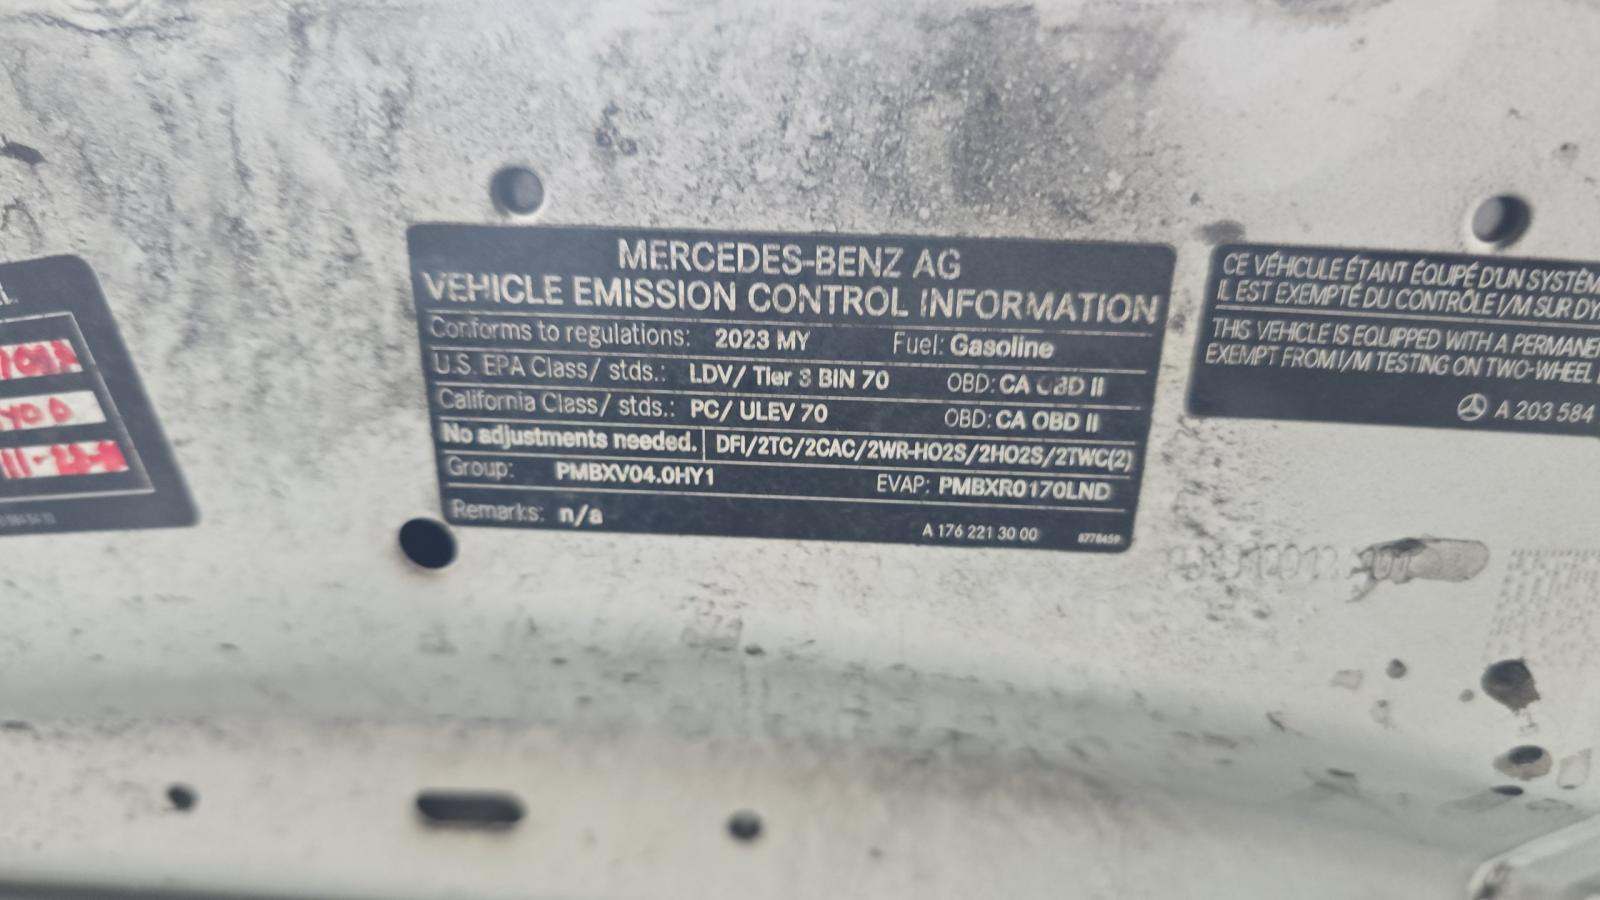 MERCEDES-BENZ AG
VEHICLE EMISSION CONTROL INFORMATION
Conforms to regulations: 2023 MY Fuel: Gasoline
U.S. EPA Class/ stds.: LDV/ Tier 3 BIN 70 OBD: CA OBD II
California Class/ stds.: PC/ ULEV 70 OBD: CA OBD II
No adjustments needed. DFI/2TC/2CAC/2WR-HO2S/2HO2S/2TWC(2)
Group: PMBXV04.0HY1 EVAP: PMBXR0170LND
Remarks: n/a
A 176 221 30 00
CE VÉHICULE ÉTANT ÉQUIPÉ D'UN SYSTÈM
IL EST EXEMPTÉ DU CONTRÔLE I/M SUR DY
THIS VEHICLE IS EQUIPPED WITH A PERMANE
EXEMPT FROM I/M TESTING ON TWO-WHEEL
A 203 584